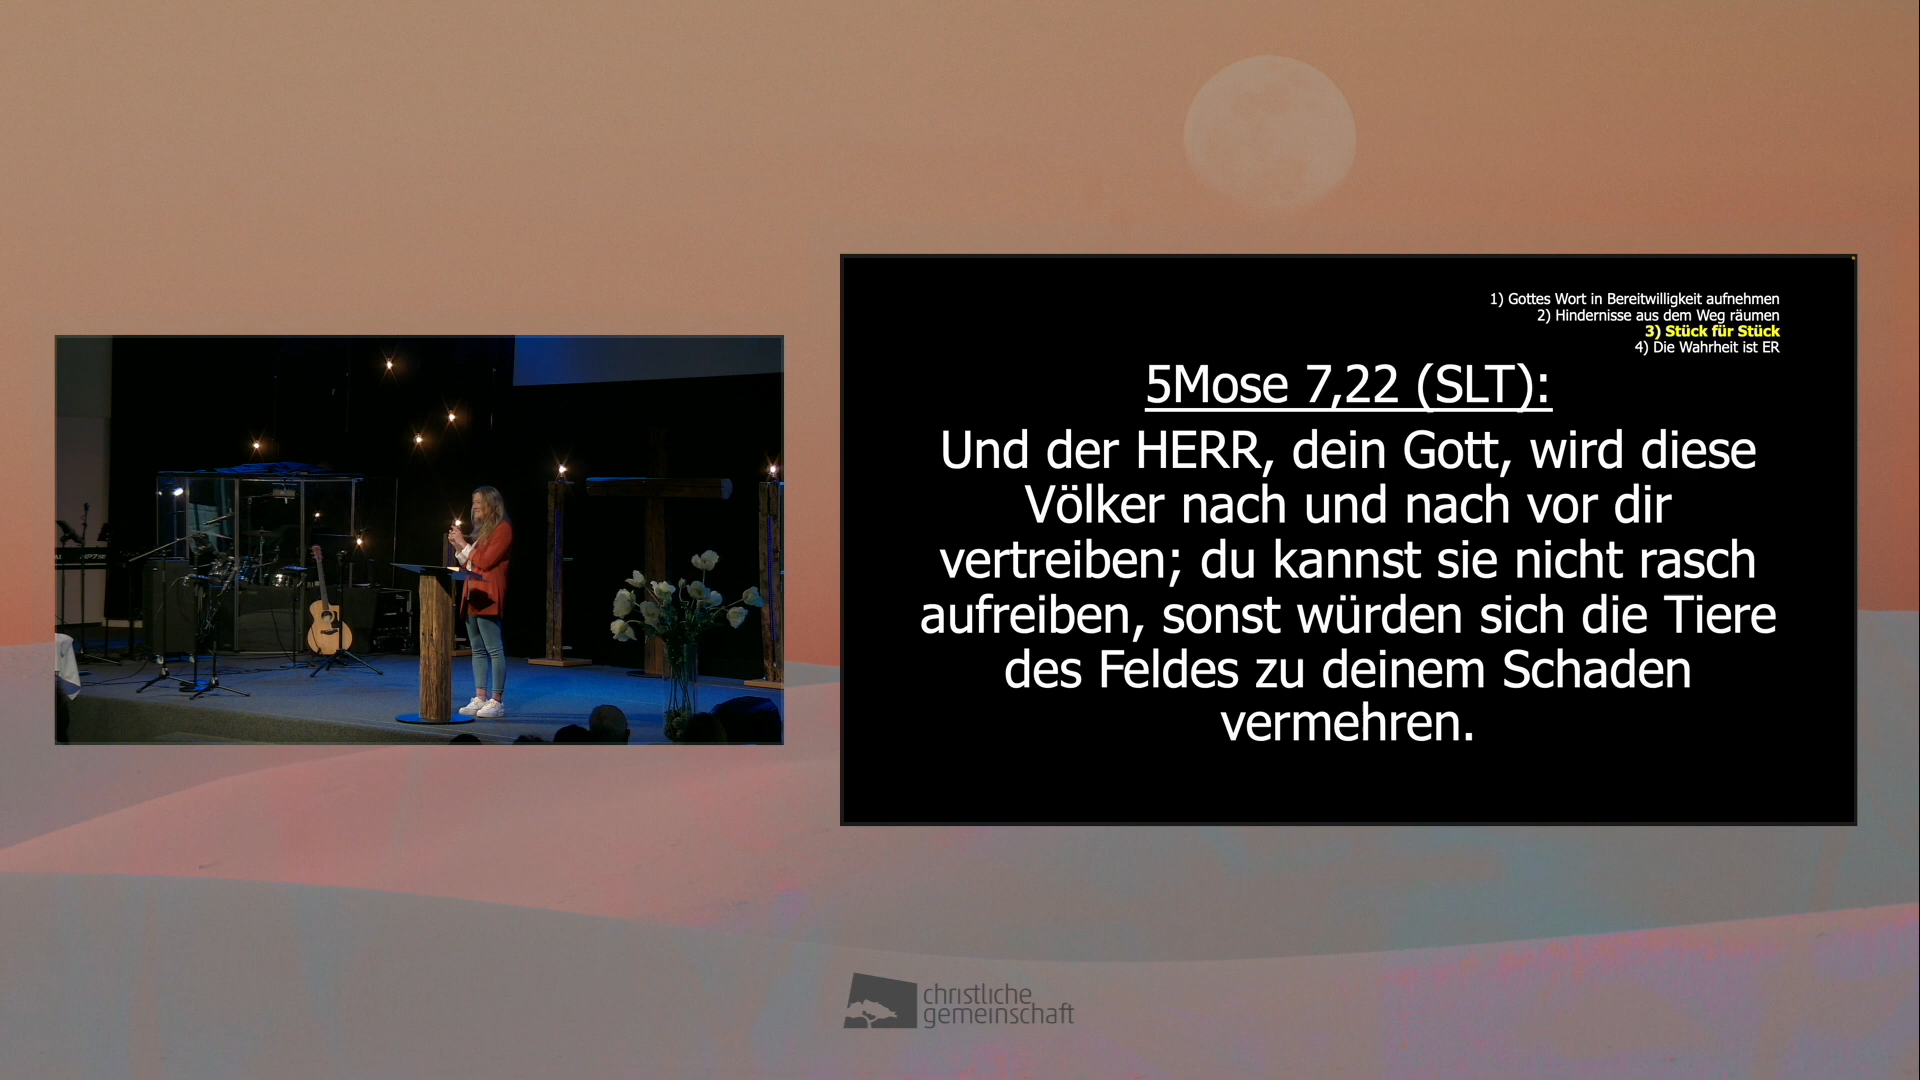 1) Gottes Wort in Bereitwilligkeit aufnehmen
2) Hindernisse aus dem Weg räumen
3) Stück für Stück
4) Die Wahrheit ist ER
5Mose 7,22 (SLT):
Und der HERR, dein Gott, wird diese
Völker nach und nach vor dir
vertreiben; du kannst sie nicht rasch
aufreiben, sonst würden sich die Tiere
des Feldes zu deinem Schaden
vermehren.
christliche
gemeinschaft